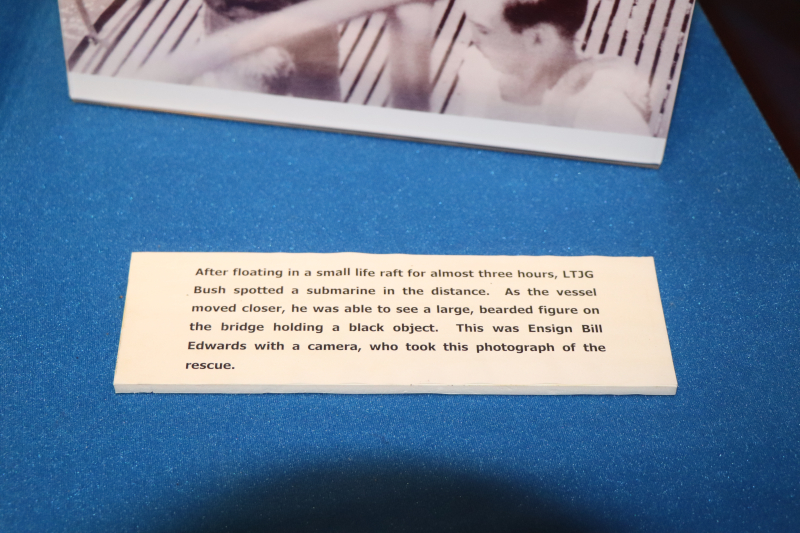 After floating in a small life raft for almost three hours, LTJG
Bush spotted a submarine in the distance. As the vessel
moved closer, he was able to see a large, bearded figure on
the bridge holding a black object. This was Ensign Bill
Edwards with a camera, who took this photograph of the
rescue.